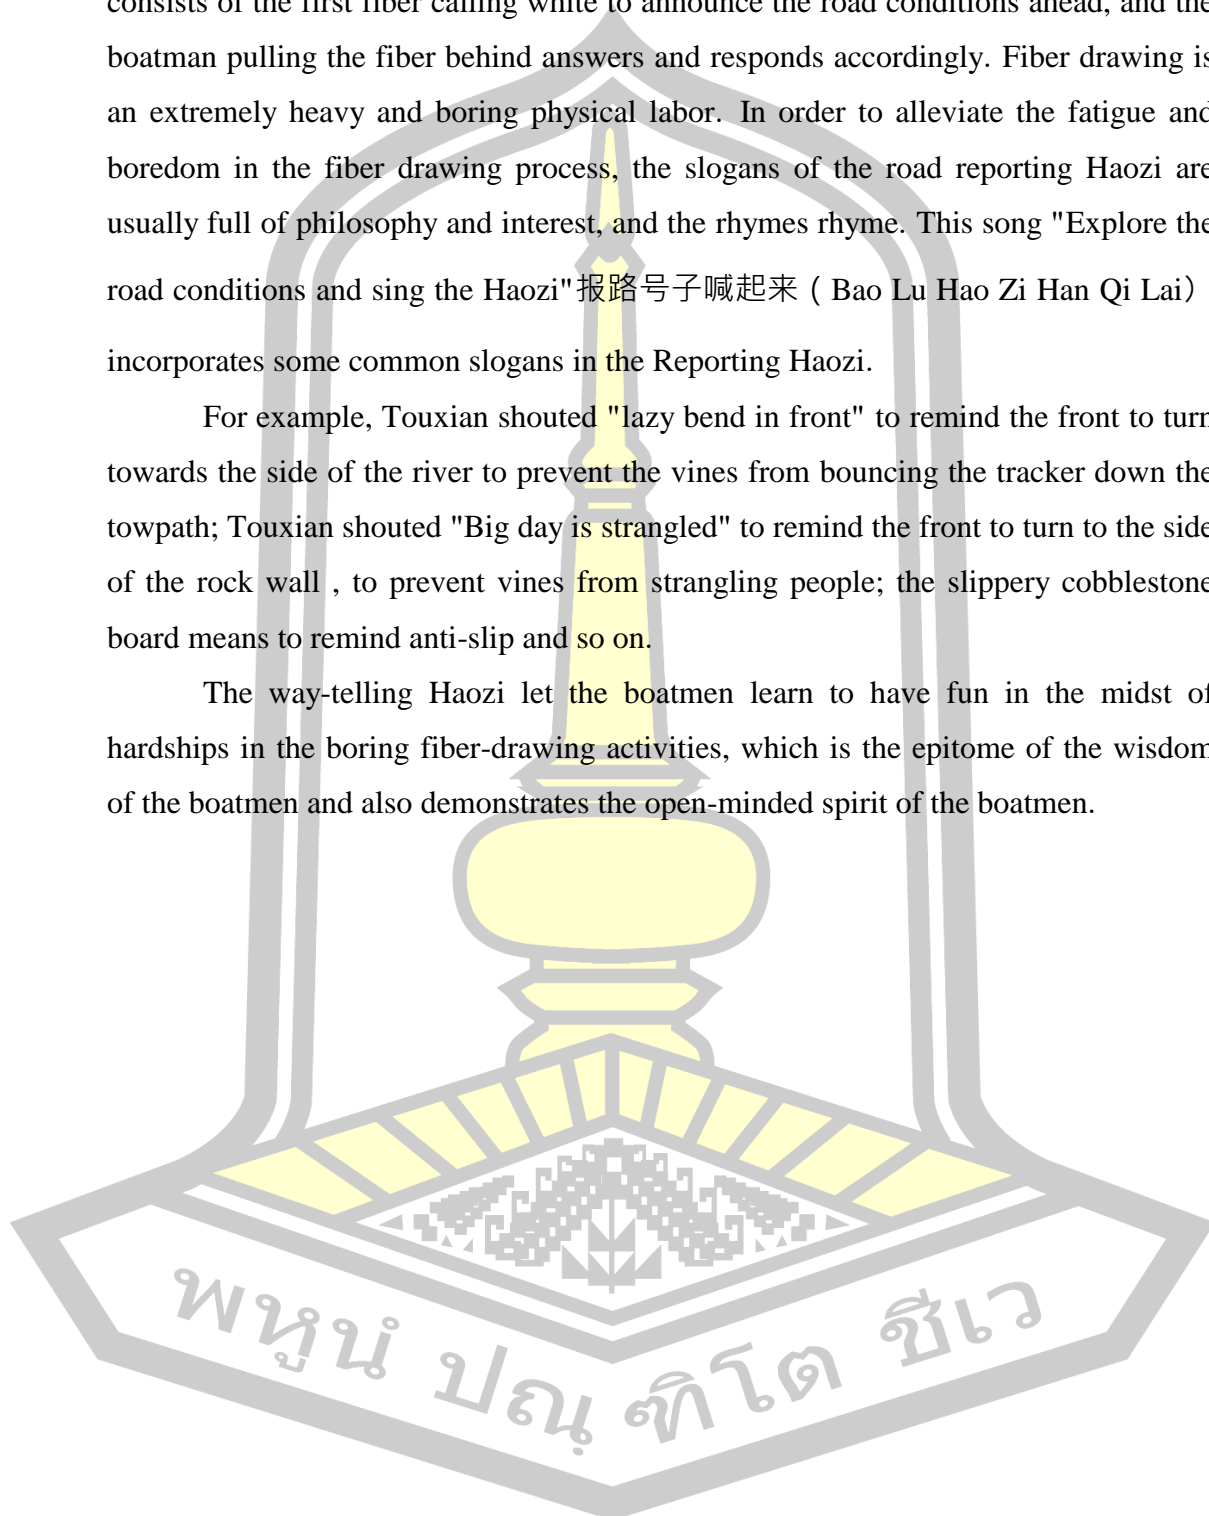 consists of the first fiber calling white to announce the road conditions ahead, and the
boatman pulling the fiber behind answers and responds accordingly. Fiber drawing is
an extremely heavy and boring physical labor. In order to alleviate the fatigue and
boredom in the fiber drawing process, the slogans of the road reporting Haozi are
usually full of philosophy and interest, and the rhymes rhyme. This song "Explore the
road conditions and sing the Haozi"报路号子喊起来（Bao Lu Hao Zi Han Qi Lai）
incorporates some common slogans in the Reporting Haozi.
For example, Touxian shouted "lazy bend in front" to remind the front to turn
towards the side of the river to prevent the vines from bouncing the tracker down the
towpath; Touxian shouted "Big day is strangled" to remind the front to turn to the side
of the rock wall , to prevent vines from strangling people; the slippery cobblestone
board means to remind anti-slip and so on.
The way-telling Haozi let the boatmen learn to have fun in the midst of
hardships in the boring fiber-drawing activities, which is the epitome of the wisdom
of the boatmen and also demonstrates the open-minded spirit of the boatmen.
พหูนํ ปณฺฑิโต ชีเว